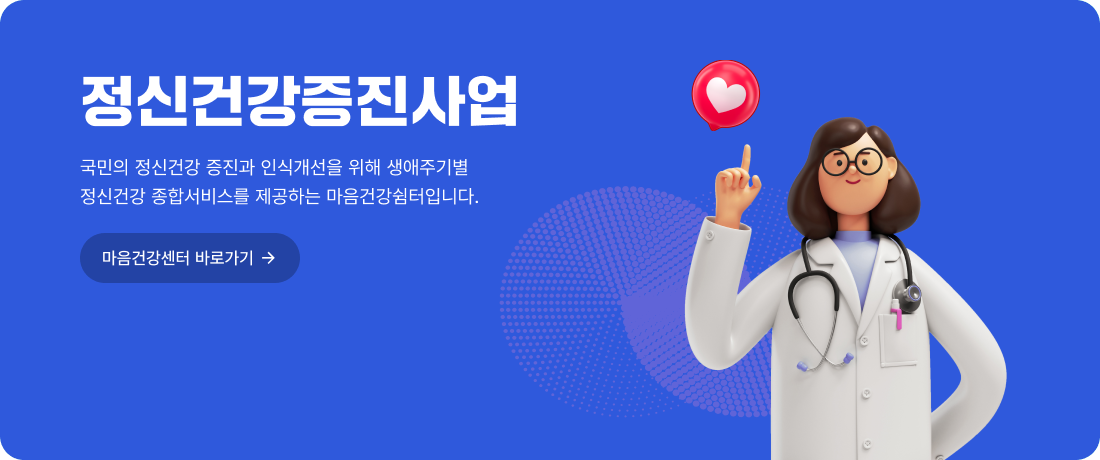 정신건강증진사업
국민의 정신건강 증진과 인식개선을 위해 생애주기별
정신건강 종합서비스를 제공하는 마음건강쉼터입니다.
마음건강센터 바로가기 →